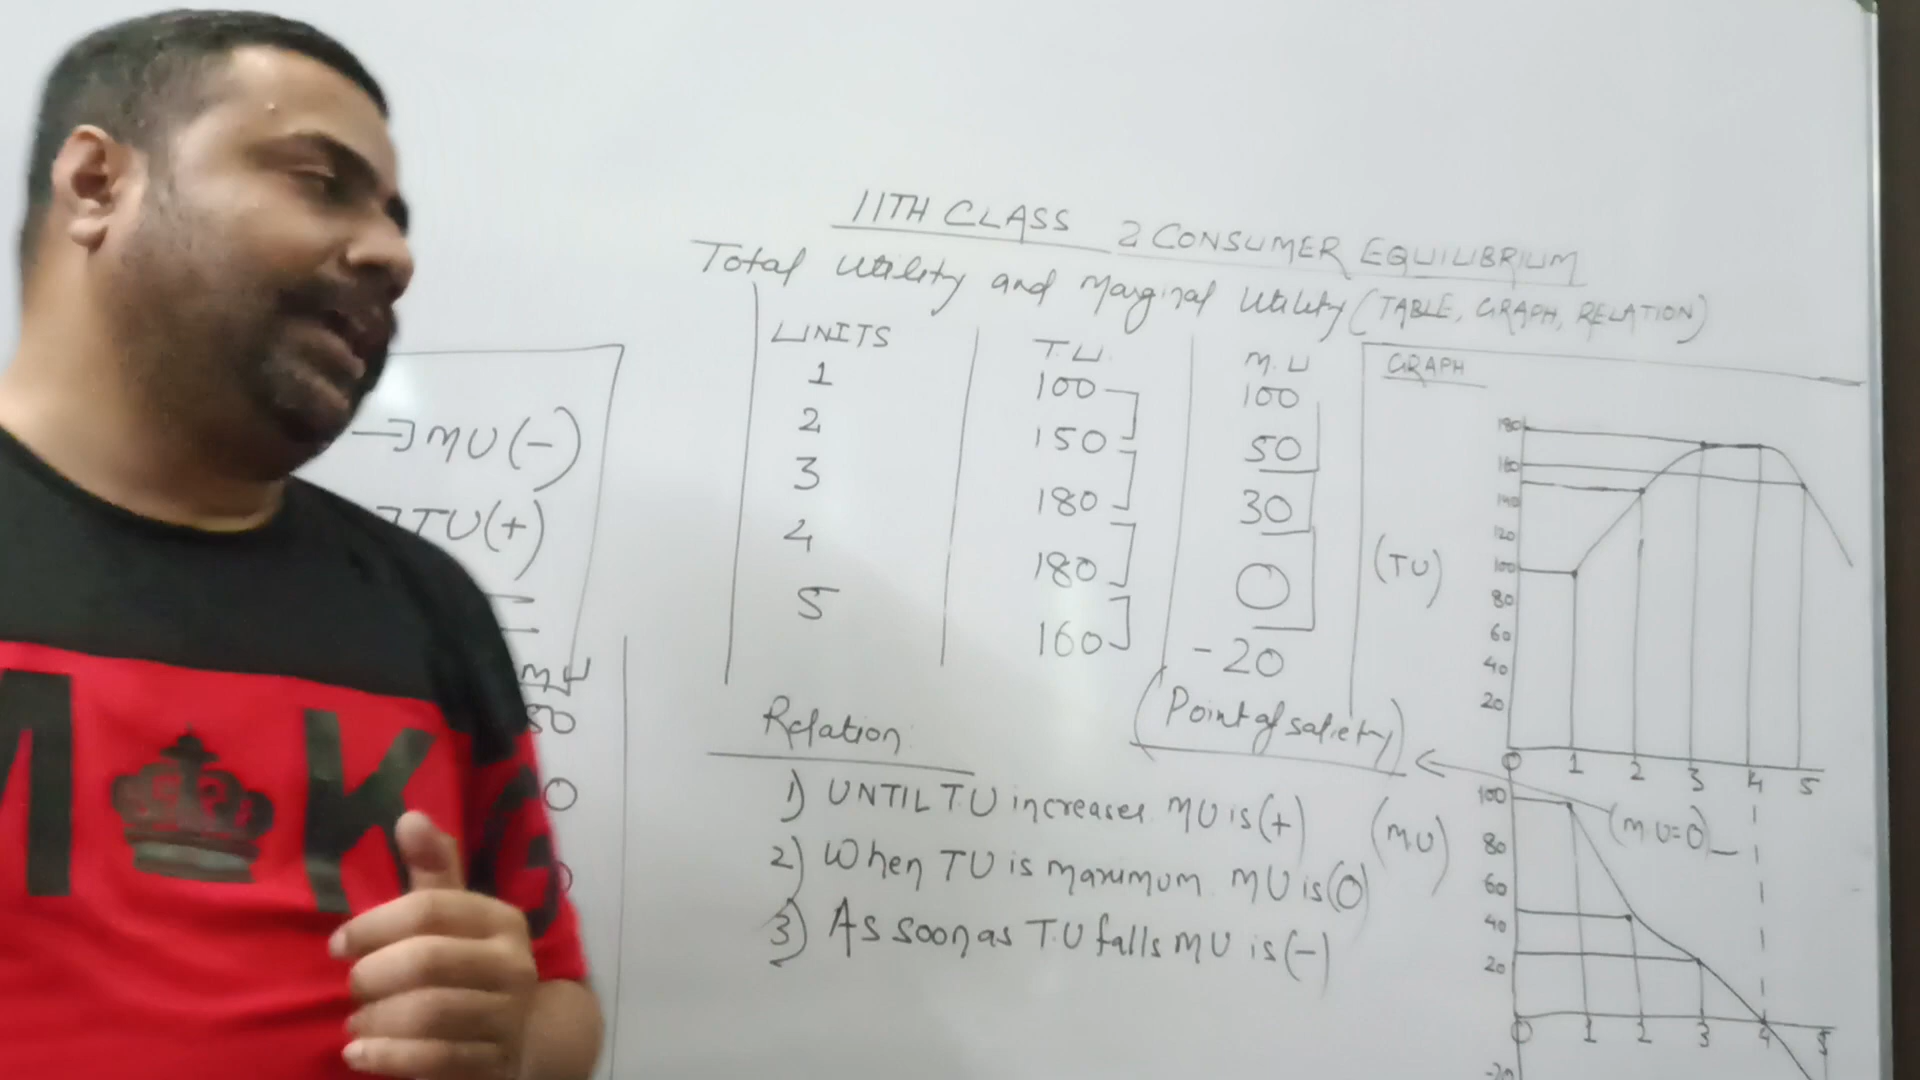 11TH CLASS 2 CONSUMER EQUILIBRIUM
Total Utility and Marginal Utility (TABLE, GRAPH, RELATION)
UNITS T.U. M.U
1 100 100
2 150 50
3 180 30
4 180 0
5 160 -20
(Point of satiety)
Relation
1) UNTIL T.U increases MU is (+)
2) When TU is maximum MU is (0)
3) As soon as T.U falls MU is (-)
GRAPH
(TU)
180
160
140
120
100
80
60
40
20
0 1 2 3 4 5
(MU)
(MU=0)
100
80
60
40
20
0 1 2 3 4 5
-20
MU(-)
TU(+)
MU
M K